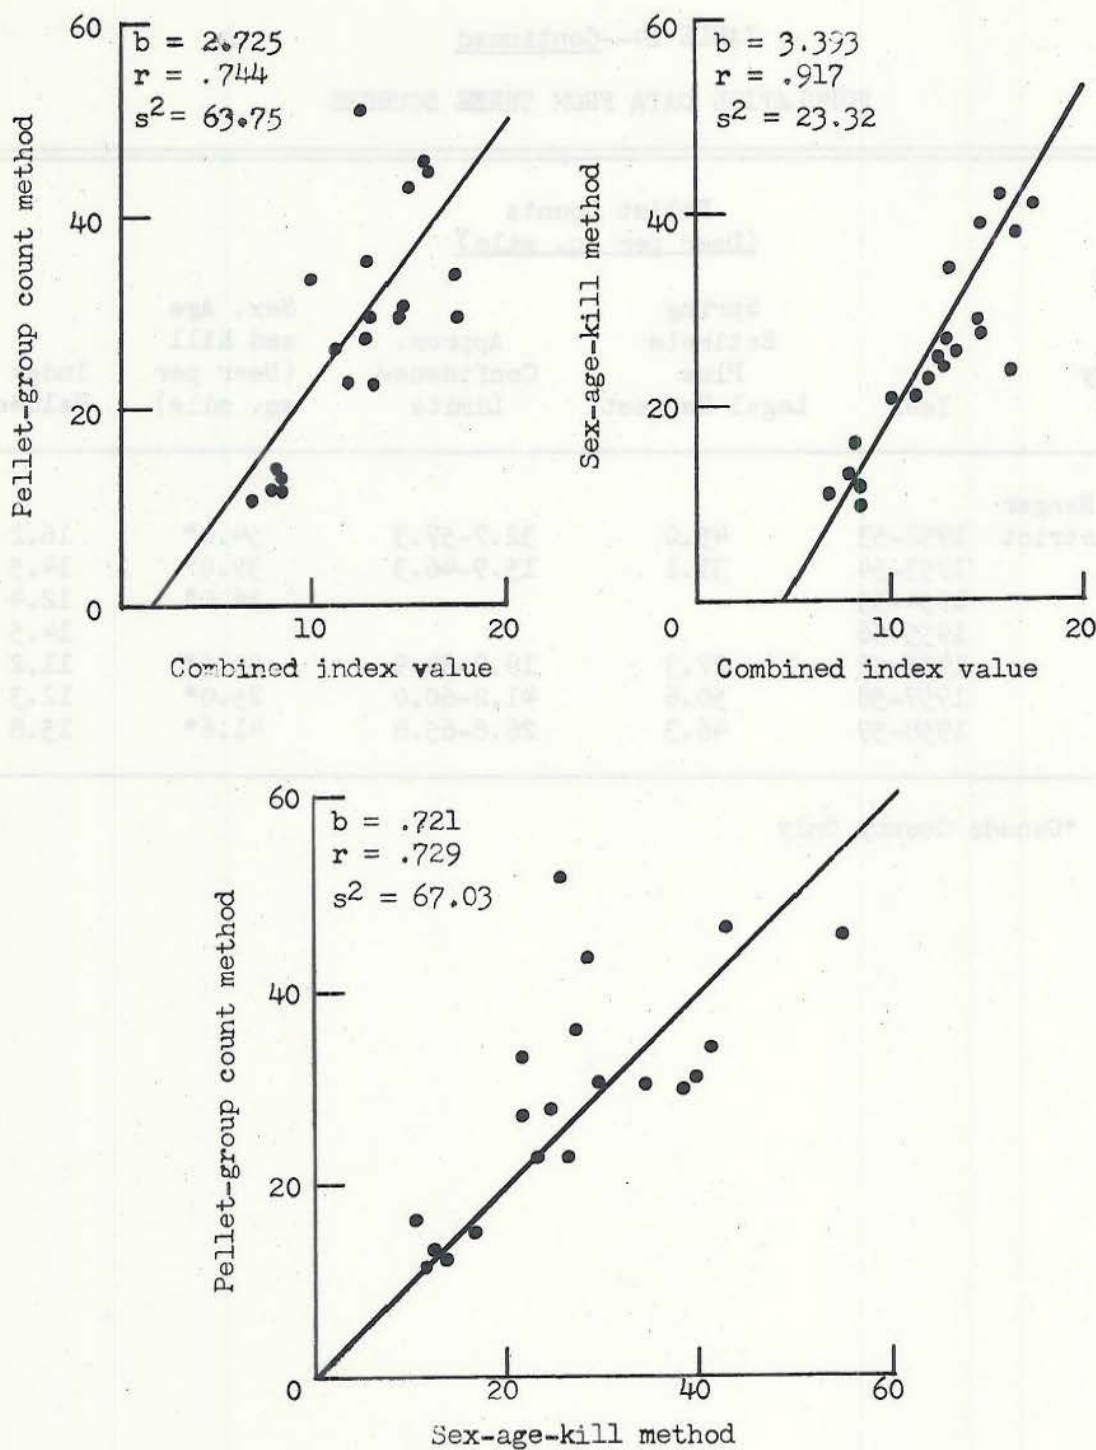 60
b = 2.725
r = .744
s2 = 63.75
40
20
0
10
20
Pellet-group count method
Combined index value
60
b = 3.393
r = .917
s2 = 23.32
40
20
0
10
20
Sex-age-kill method
Combined index value
60
b = .721
r = .729
s2 = 67.03
40
20
0
20
40
60
Pellet-group count method
Sex-age-kill method